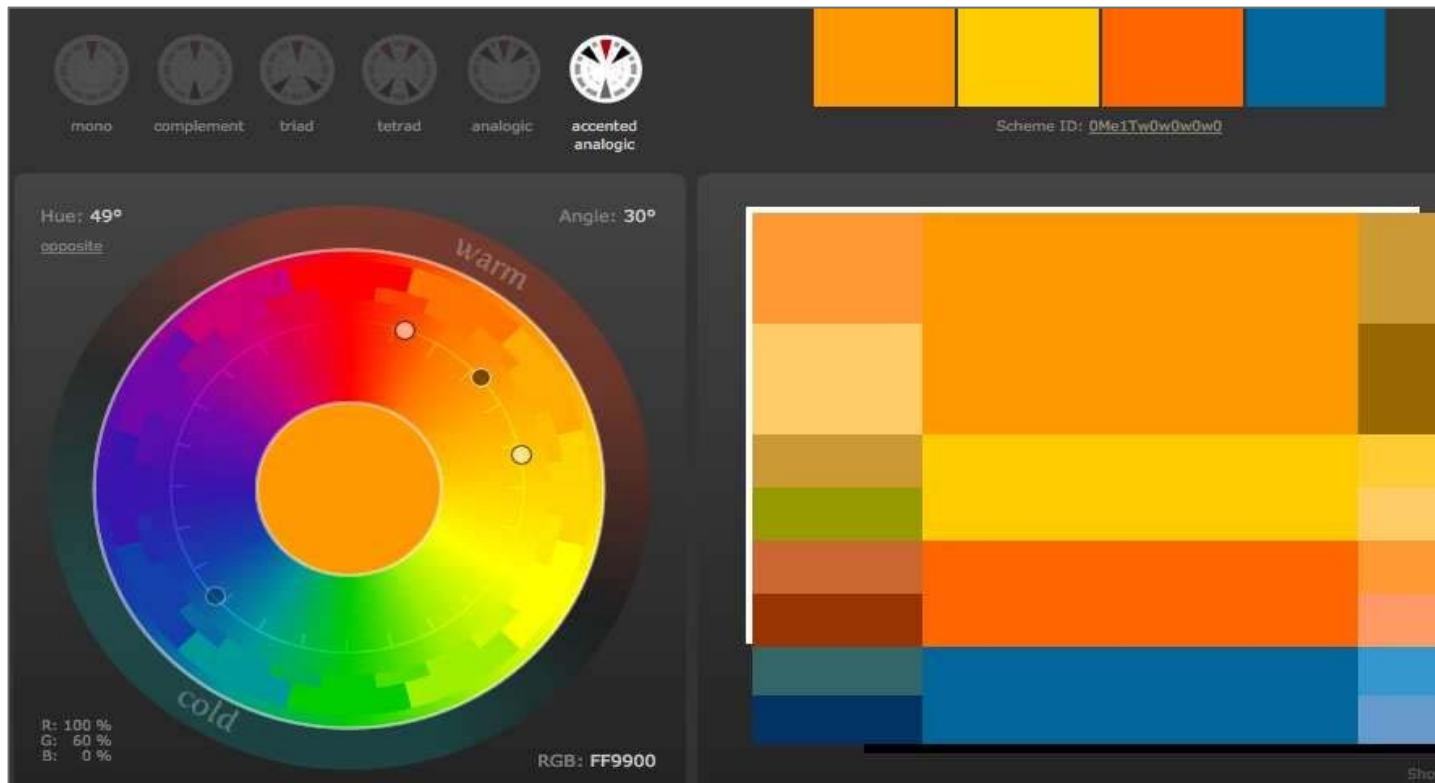 mono complement triad tetrad analogic accented
analogic
Scheme ID: 0Me1Tw0w0w0w0
Hue: 49° Angle: 30°
opposite
warm
cold
R: 100 %
G: 60 %
B: 0 %
RGB: FF9900
Sho